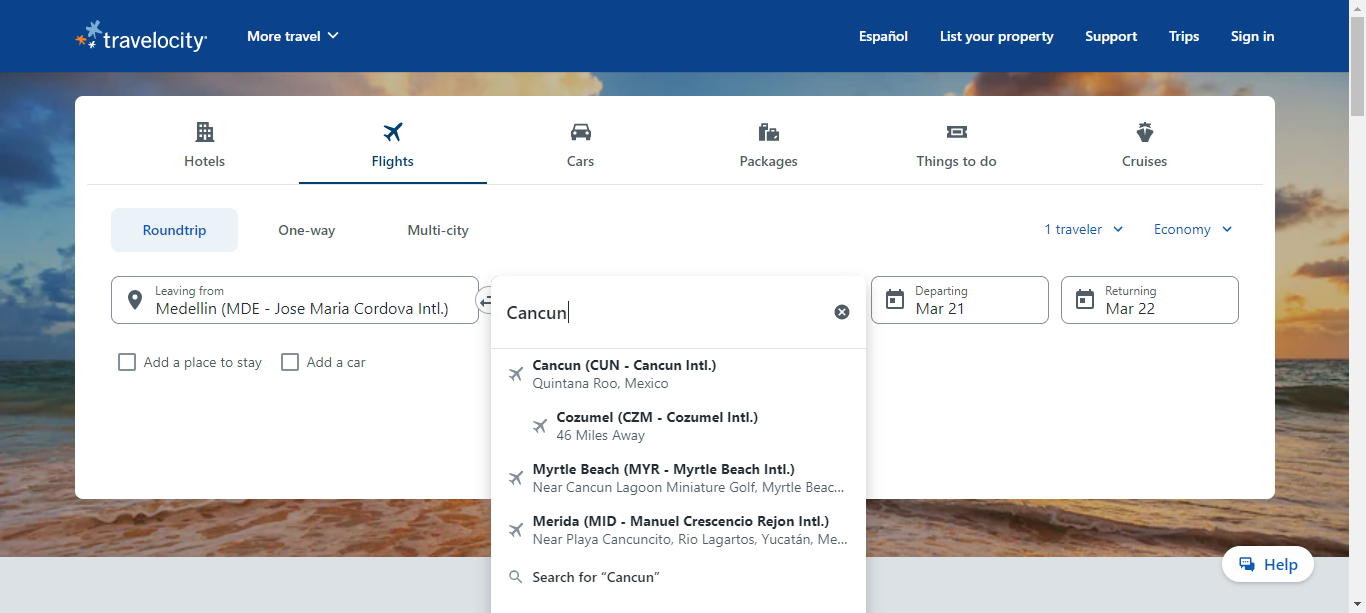 travelocity
More travel
Español
List your property
Support
Trips
Sign in
Hotels
Flights
Cars
Packages
Things to do
Cruises
Roundtrip
One-way
Multi-city
1 traveler
Economy
Leaving from
Medellin (MDE - Jose Maria Cordova Intl.)
Cancun
Departing
Mar 21
Returning
Mar 22
Add a place to stay
Add a car
Cancun (CUN - Cancun Intl.)
Quintana Roo, Mexico
Cozumel (CZM - Cozumel Intl.)
46 Miles Away
Myrtle Beach (MYR - Myrtle Beach Intl.)
Near Cancun Lagoon Miniature Golf, Myrtle Beac...
Merida (MID - Manuel Crescencio Rejon Intl.)
Near Playa Cancuncito, Rio Lagartos, Yucatán, Me...
Search for “Cancun”
Help